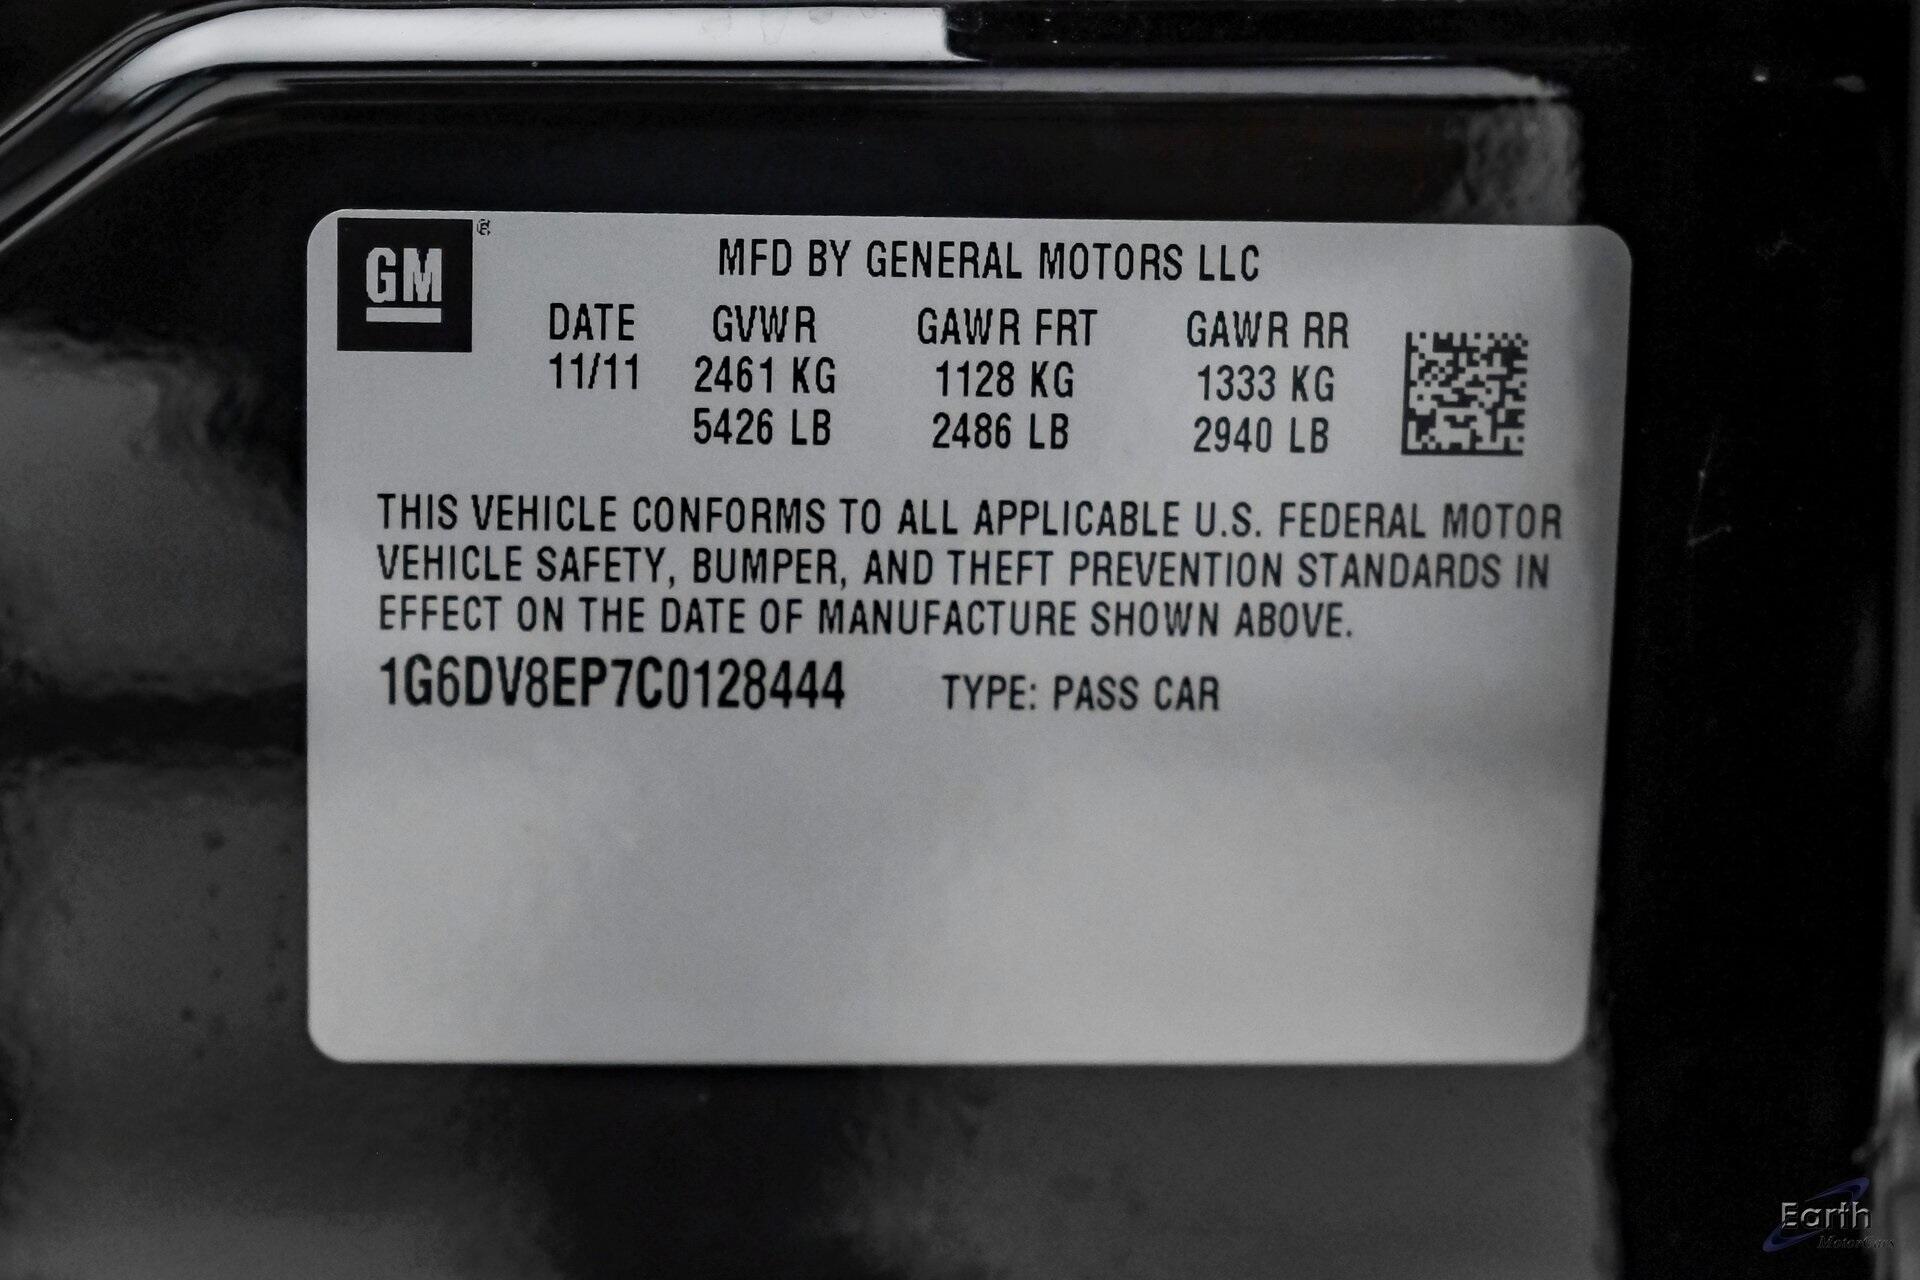 GM ®
MFD BY GENERAL MOTORS LLC
DATE GVWR GAWR FRT GAWR RR
11/11 2461 KG 1128 KG 1333 KG
5426 LB 2486 LB 2940 LB
THIS VEHICLE CONFORMS TO ALL APPLICABLE U.S. FEDERAL MOTOR
VEHICLE SAFETY, BUMPER, AND THEFT PREVENTION STANDARDS IN
EFFECT ON THE DATE OF MANUFACTURE SHOWN ABOVE.
1G6DV8EP7C0128444 TYPE: PASS CAR
Earth
MotorCars